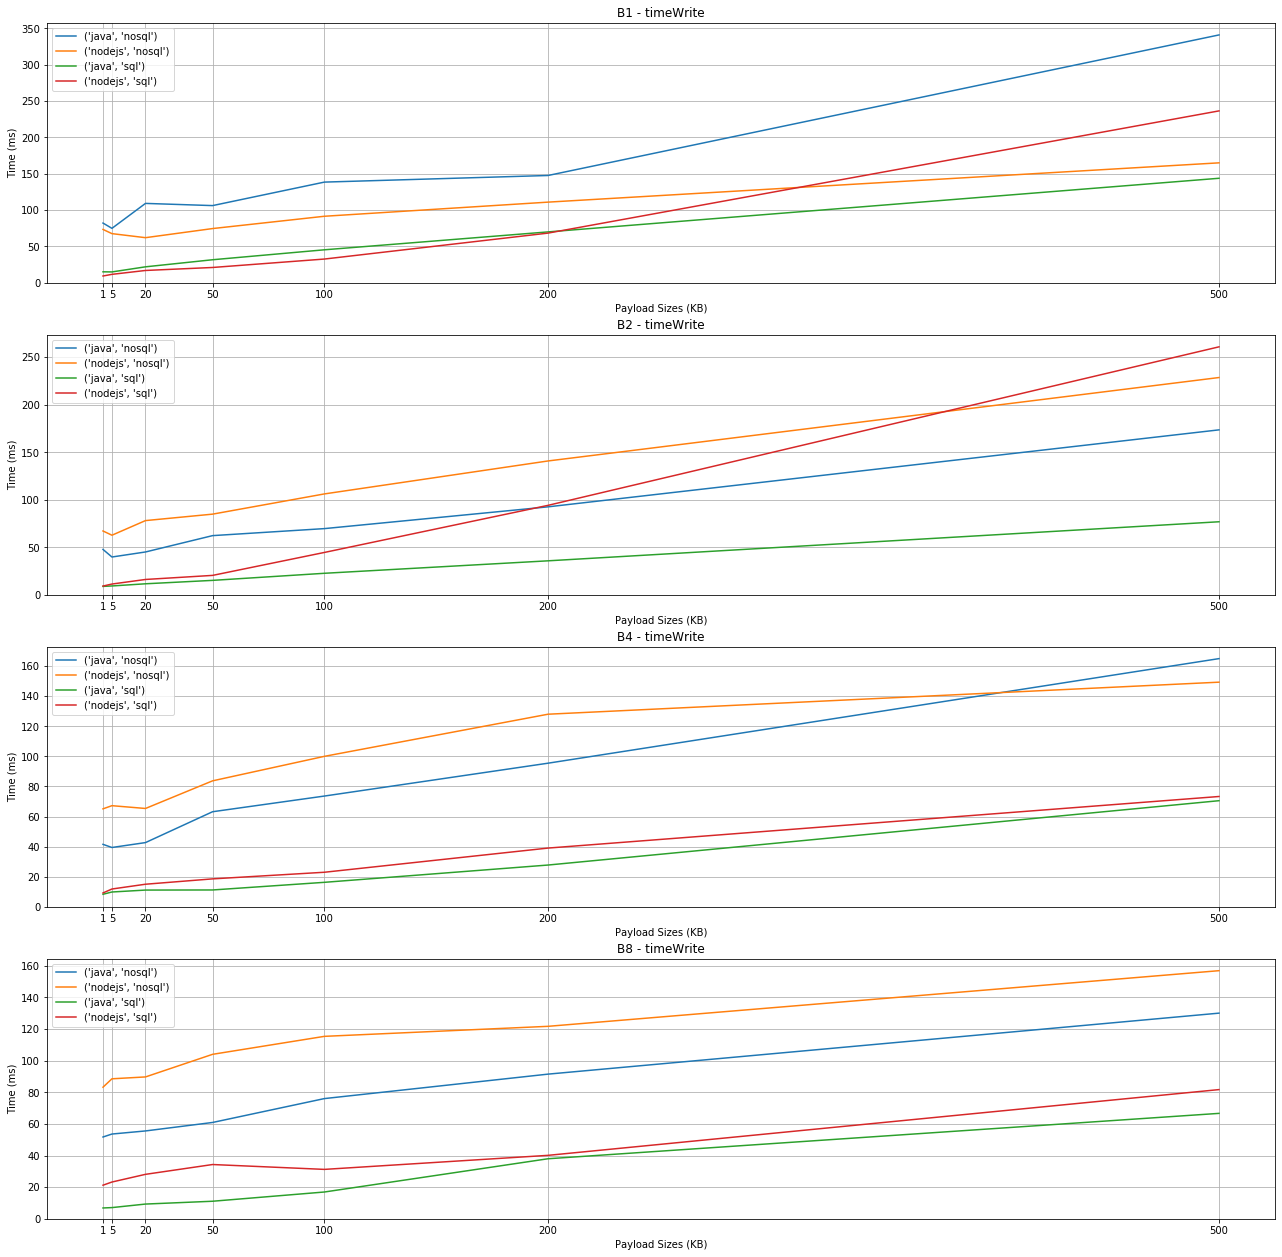 B1 - timeWrite
350
300
250
200
150
100
50
0
Time (ms)
('java', 'nosql')
('nodejs', 'nosql')
('java', 'sql')
('nodejs', 'sql')
1 5 20 50 100 200 500
Payload Sizes (KB)
B2 - timeWrite
250
200
150
100
50
0
Time (ms)
('java', 'nosql')
('nodejs', 'nosql')
('java', 'sql')
('nodejs', 'sql')
1 5 20 50 100 200 500
Payload Sizes (KB)
B4 - timeWrite
160
140
120
100
80
60
40
20
0
Time (ms)
('java', 'nosql')
('nodejs', 'nosql')
('java', 'sql')
('nodejs', 'sql')
1 5 20 50 100 200 500
Payload Sizes (KB)
B8 - timeWrite
160
140
120
100
80
60
40
20
0
Time (ms)
('java', 'nosql')
('nodejs', 'nosql')
('java', 'sql')
('nodejs', 'sql')
1 5 20 50 100 200 500
Payload Sizes (KB)